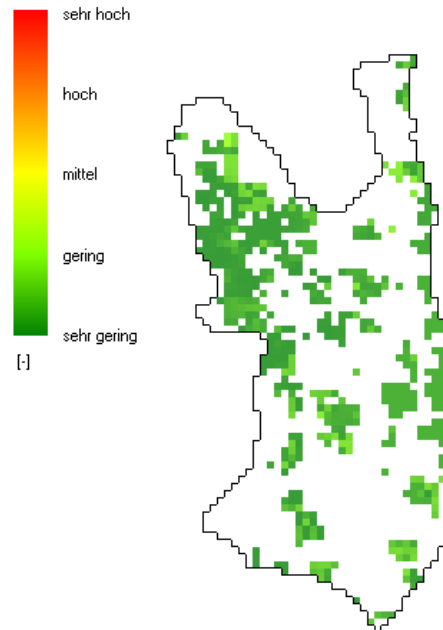 sehr hoch
hoch
mittel
gering
sehr gering
[-]